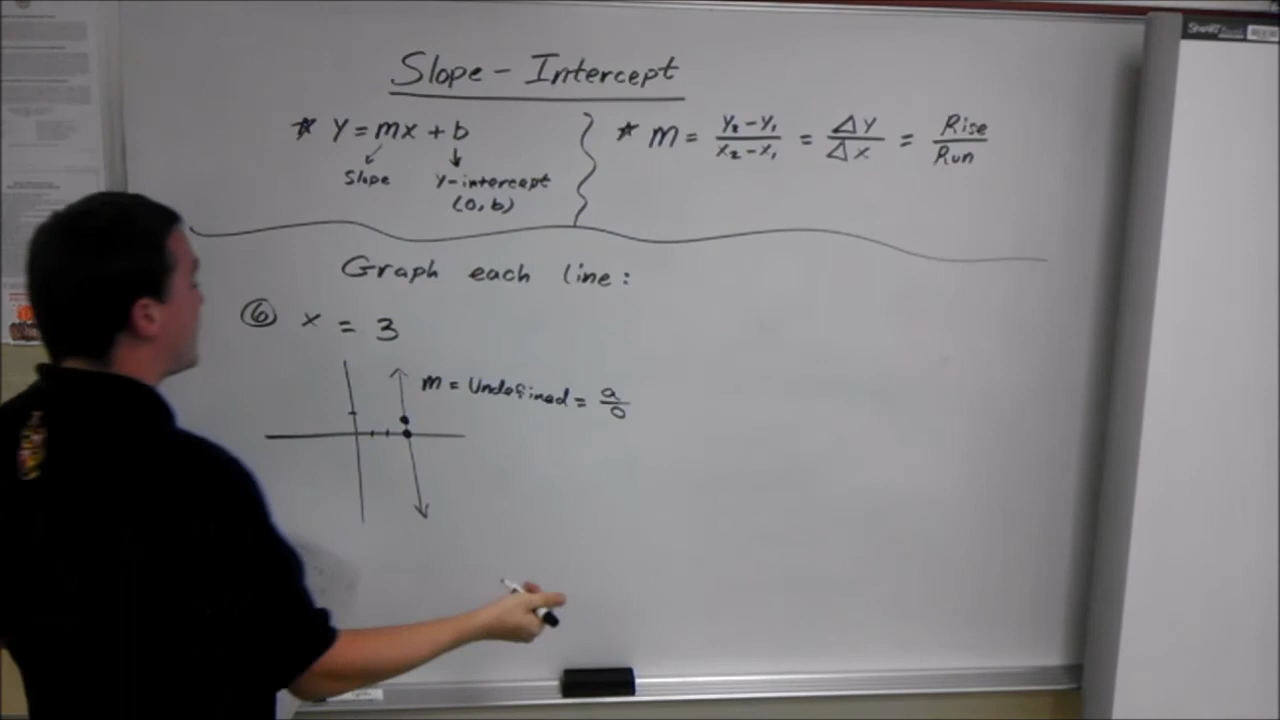 Slope - Intercept
* y = mx + b
Slope
y-intercept
(0, b)
* m = y₂ - y₁ / x₂ - x₁ = Δy / Δx = Rise / Run
Graph each line:
⑥ x = 3
m = Undefined = a / 0
SMART